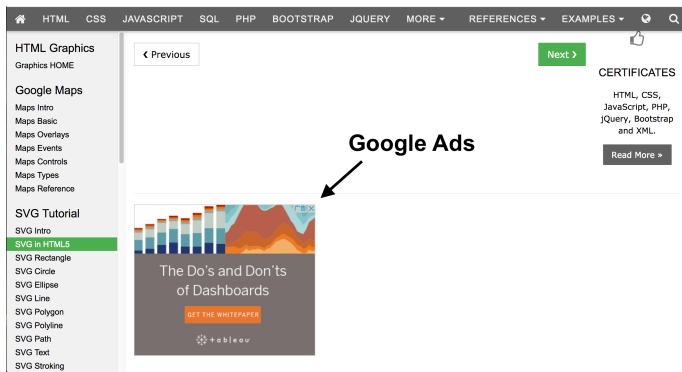 HTML CSS JAVASCRIPT SQL PHP BOOTSTRAP JQUERY MORE REFERENCES EXAMPLES
HTML Graphics
Graphics HOME
Google Maps
Maps Intro
Maps Basic
Maps Overlays
Maps Events
Maps Controls
Maps Types
Maps Reference
SVG Tutorial
SVG Intro
SVG in HTML5
SVG Rectangle
SVG Circle
SVG Ellipse
SVG Line
SVG Polygon
SVG Polyline
SVG Path
SVG Text
SVG Stroking
❮ Previous
Next ❯
Google Ads
The Do's and Don'ts
of Dashboards
GET THE WHITEPAPER
tableau
CERTIFICATES
HTML, CSS,
JavaScript, PHP,
jQuery, Bootstrap
and XML.
Read More »